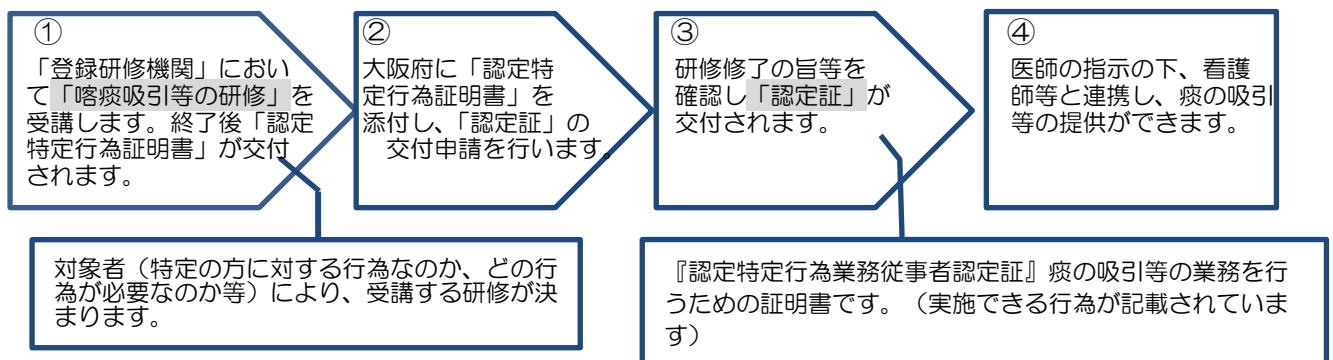 ①
「登録研修機関」におい
て「喀痰吸引等の研修」を
受講します。終了後「認定
特定行為証明書」が交付
されます。
②
大阪府に「認定特
定行為証明書」を
添付し、「認定証」の
交付申請を行います。
③
研修修了の旨等を
確認し「認定証」が
交付されます。
④
医師の指示の下、看護
師等と連携し、痰の吸引
等の提供ができます。
対象者（特定の方に対する行為なのか、どの行
為が必要なのか等）により、受講する研修が決
まります。
『認定特定行為業務従事者認定証』痰の吸引等の業務を行
うための証明書です。（実施できる行為が記載されていま
す）